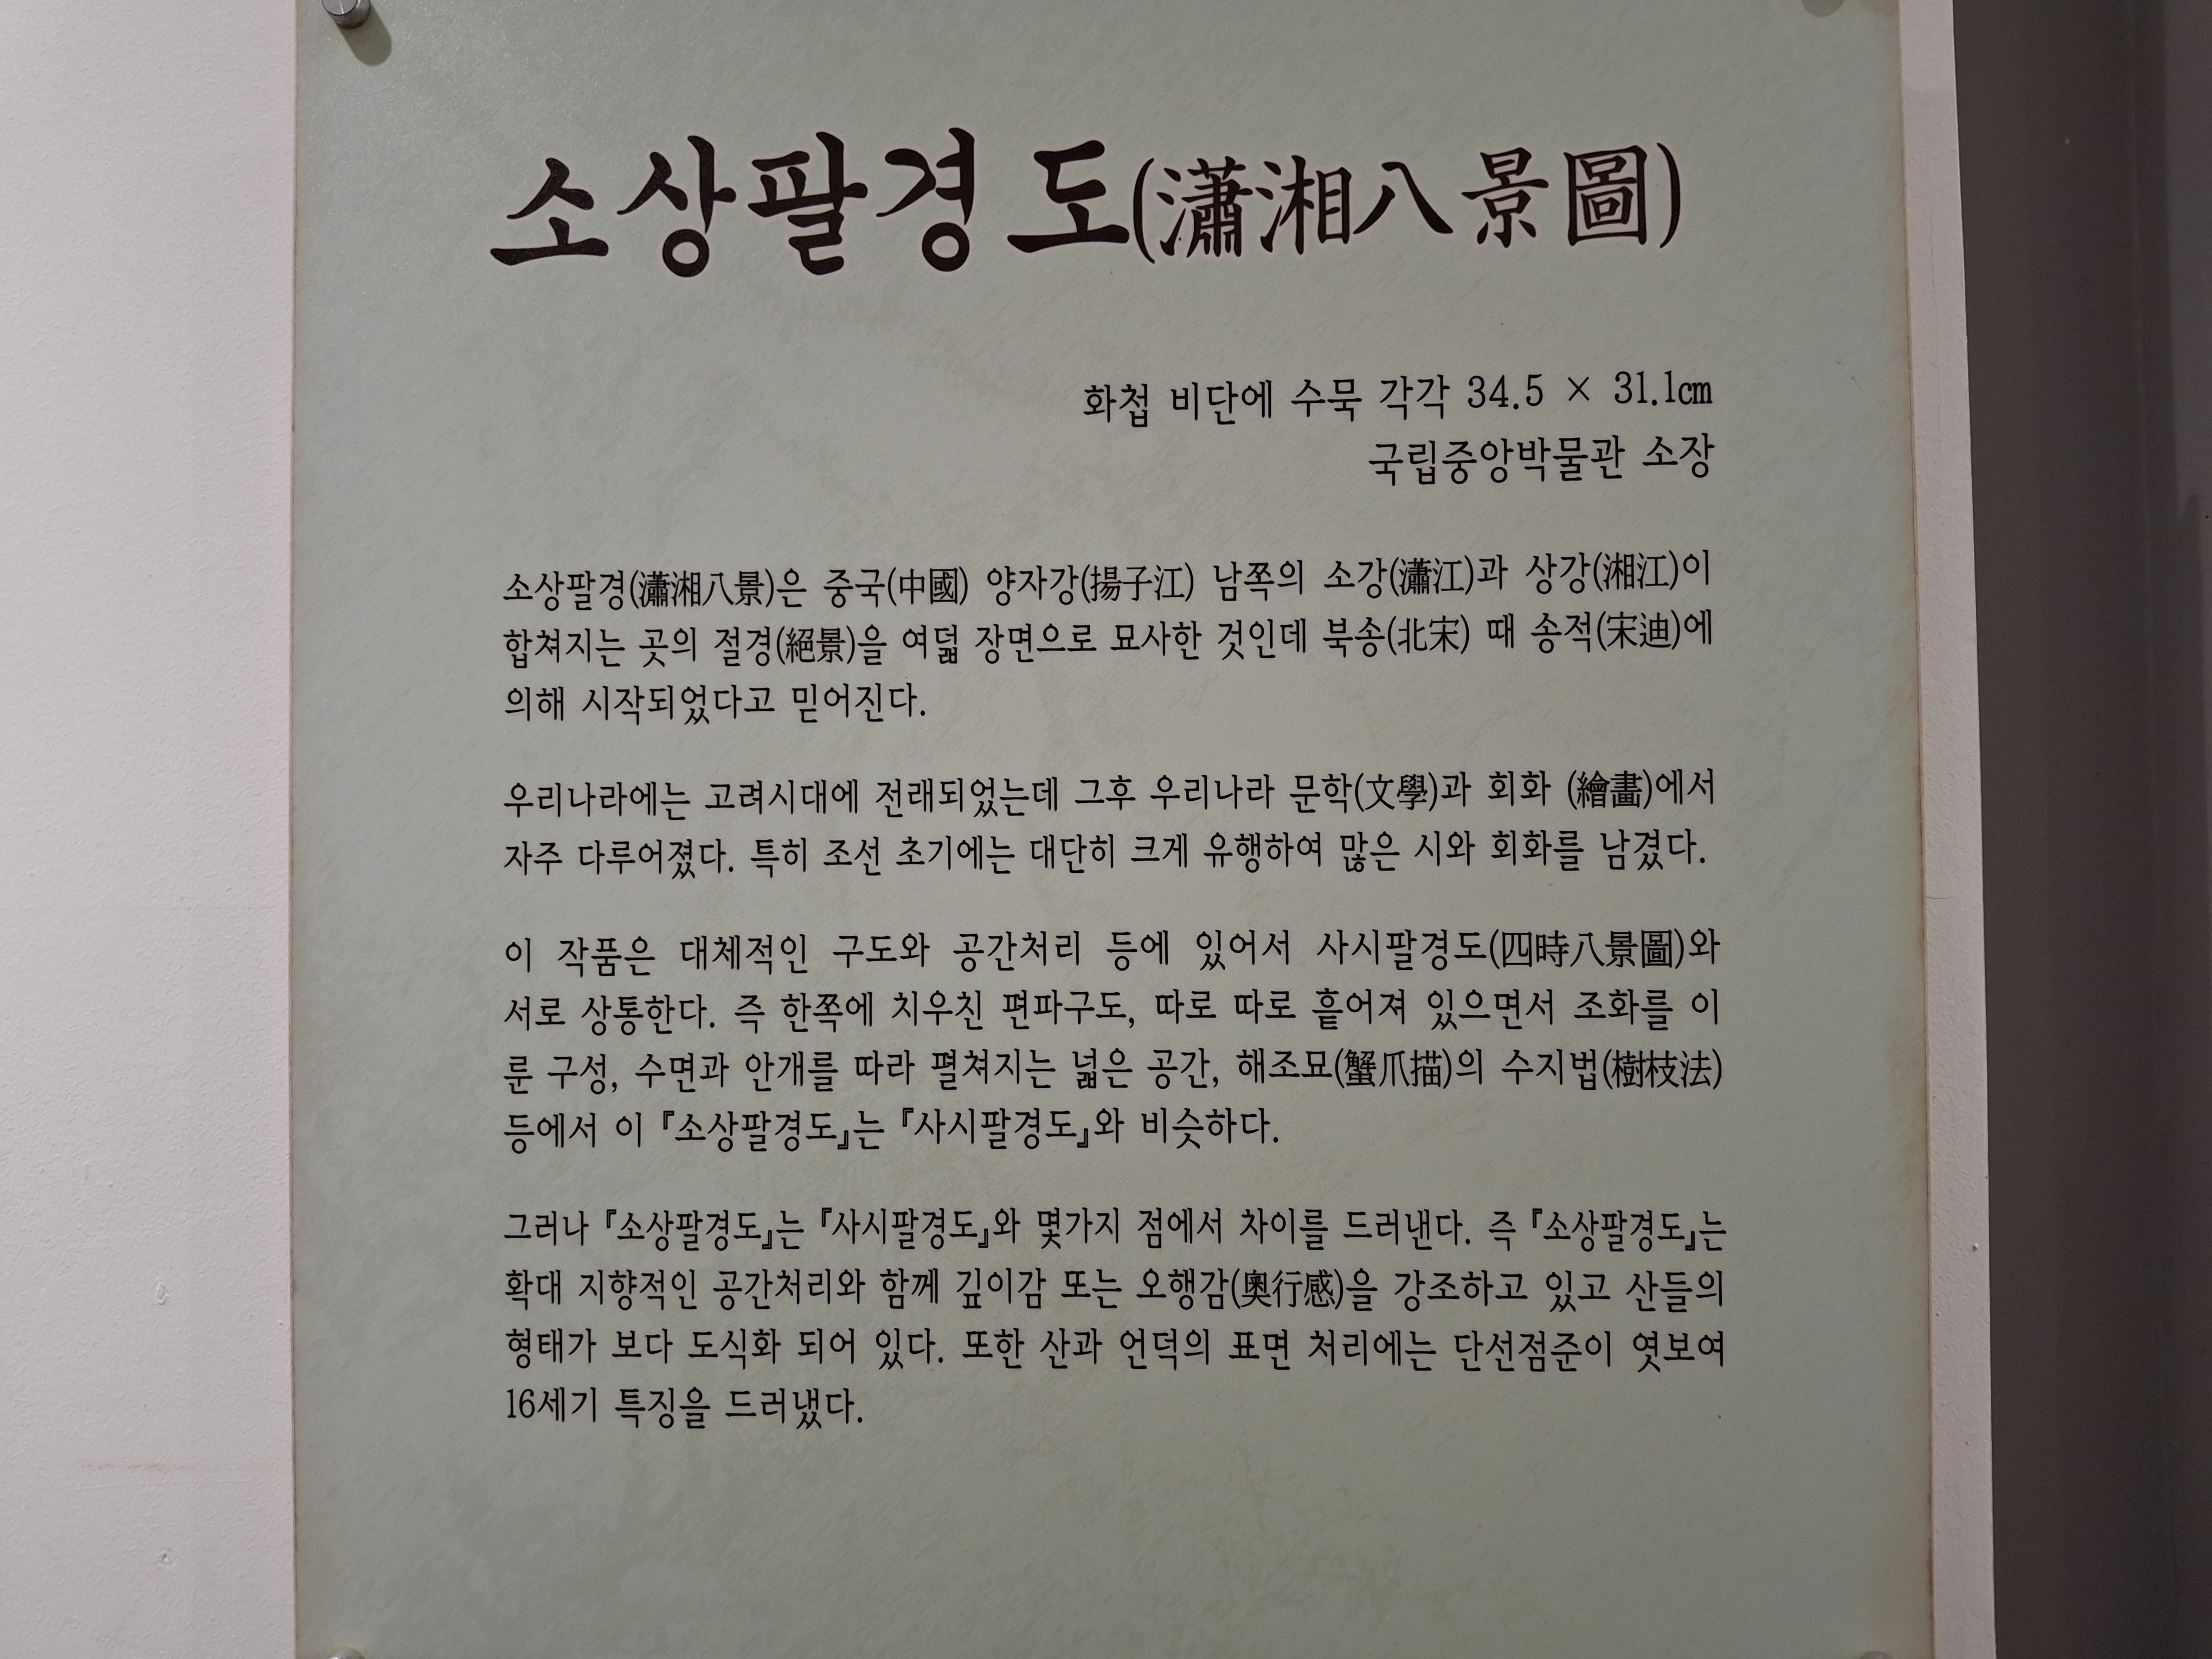 소상팔경도(瀟湘八景圖)
화첩 비단에 수묵 각각 34.5 × 31.1㎝
국립중앙박물관 소장
소상팔경(瀟湘八景)은 중국(中國) 양자강(揚子江) 남쪽의 소강(瀟江)과 상강(湘江)이
합쳐지는 곳의 절경(絕景)을 여덟 장면으로 묘사한 것인데 북송(北宋) 때 송적(宋迪)에
의해 시작되었다고 믿어진다.
우리나라에는 고려시대에 전래되었는데 그후 우리나라 문학(文學)과 회화 (繪畵)에서
자주 다루어졌다. 특히 조선 초기에는 대단히 크게 유행하여 많은 시와 회화를 남겼다.
이 작품은 대체적인 구도와 공간처리 등에 있어서 사시팔경도(四時八景圖)와
서로 상통한다. 즉 한쪽에 치우친 편파구도, 따로 따로 흩어져 있으면서 조화를 이
룬 구성, 수면과 안개를 따라 펼쳐지는 넓은 공간, 해조묘(蟹爪描)의 수지법(樹枝法)
등에서 이 『소상팔경도』는 『사시팔경도』와 비슷하다.
그러나 『소상팔경도』는 『사시팔경도』와 몇가지 점에서 차이를 드러낸다. 즉 『소상팔경도』는
확대 지향적인 공간처리와 함께 깊이감 또는 오행감(奧行感)을 강조하고 있고 산들의
형태가 보다 도식화 되어 있다. 또한 산과 언덕의 표면 처리에는 단선점준이 엿보여
16세기 특징을 드러냈다.